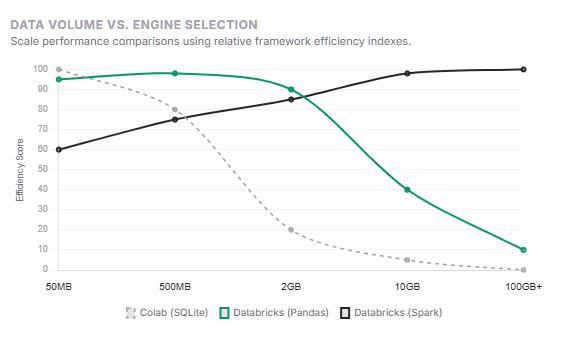 DATA VOLUME VS. ENGINE SELECTION
Scale performance comparisons using relative framework efficiency indexes.
100
90
80
70
60
50
40
30
20
10
0
Efficiency Score
50MB 500MB 2GB 10GB 100GB+
Colab (SQLite) Databricks (Pandas) Databricks (Spark)